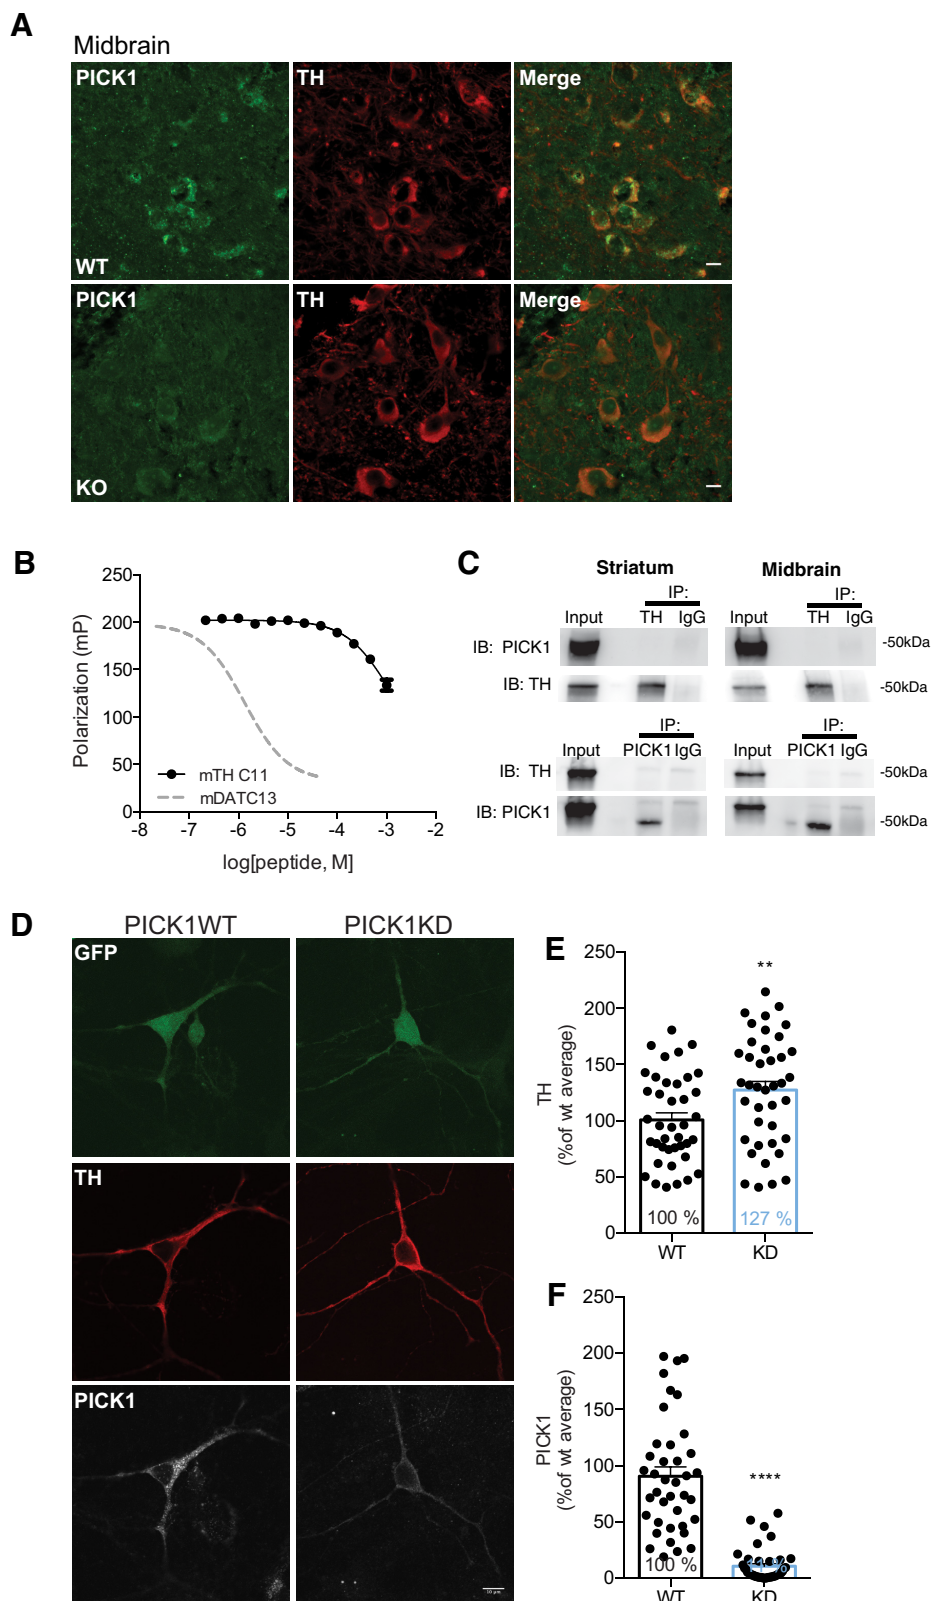 A
Midbrain
PICK1 TH Merge
WT
PICK1 TH Merge
KO
B
Polarization (mP)
250
200
150
100
50
0
mTH C11
mDATC13
-8 -7 -6 -5 -4 -3 -2
log[peptide, M]
C
Striatum Midbrain
IP: IP:
Input TH IgG Input TH IgG
IB: PICK1 -50kDa
IB: TH -50kDa
IP: IP:
Input PICK1 IgG Input PICK1 IgG
IB: TH -50kDa
IB: PICK1 -50kDa
D
PICK1WT PICK1KD
GFP
TH
PICK1
10 µm
E
TH
(%of wt average)
250
200
150
100
50
0
**
100 % 127 %
WT KD
F
PICK1
(%of wt average)
250
200
150
100
50
0
****
100 % 11 %
WT KD